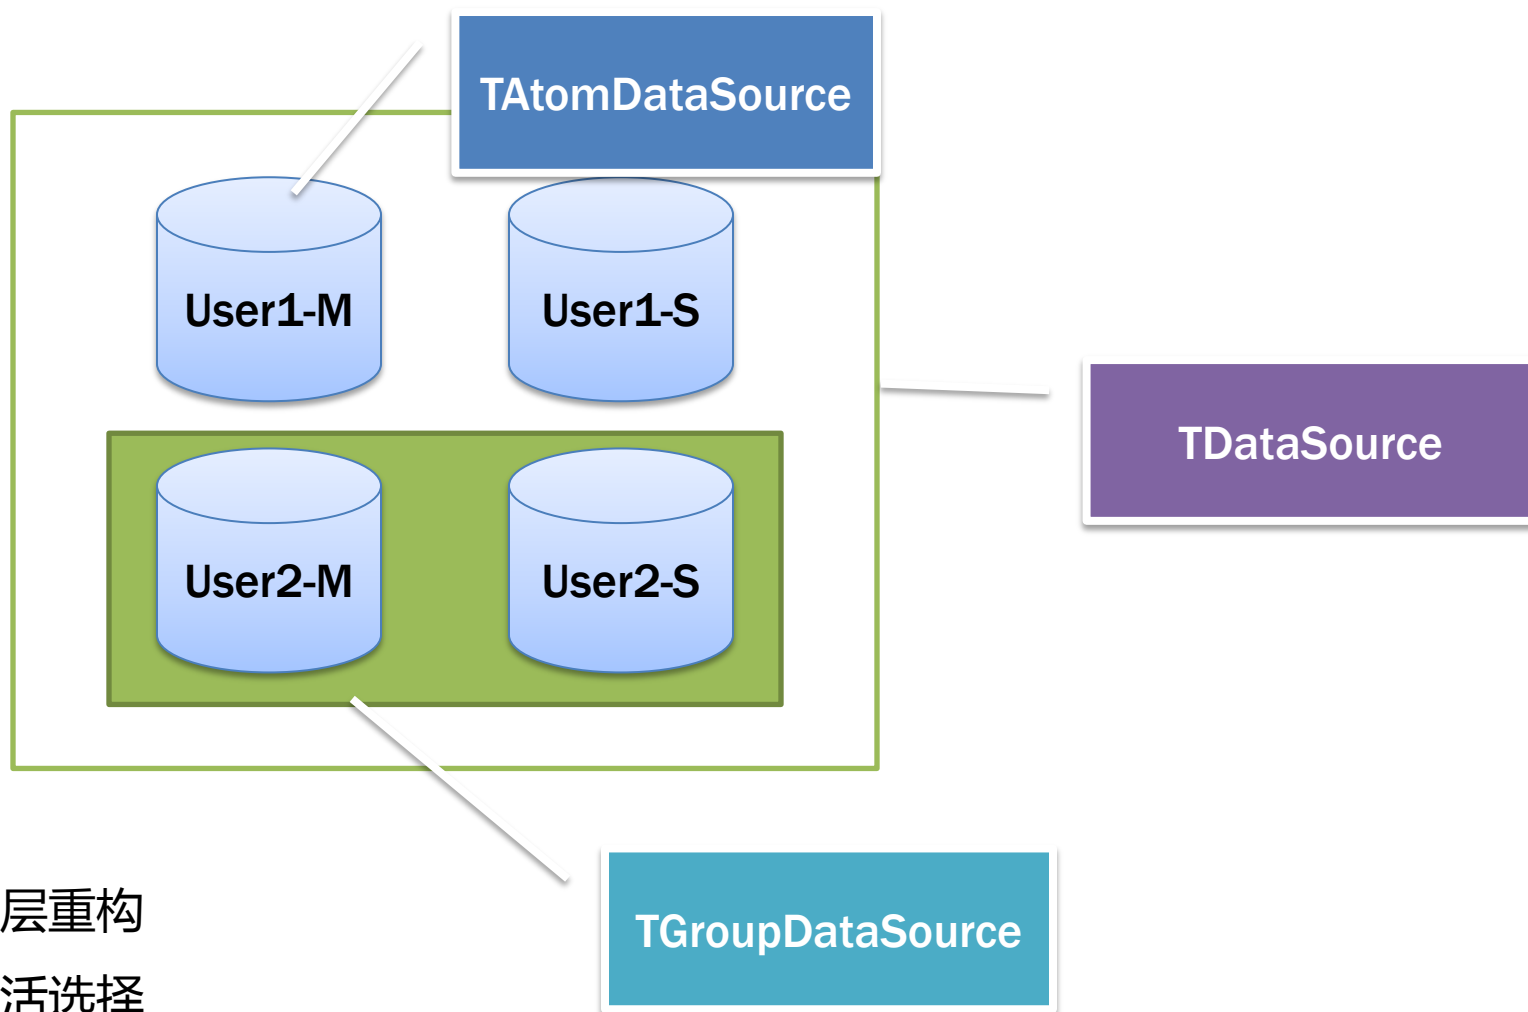 TAtomDataSource
User1-M
User1-S
TDataSource
User2-M
User2-S
层重构
TGroupDataSource
活选择